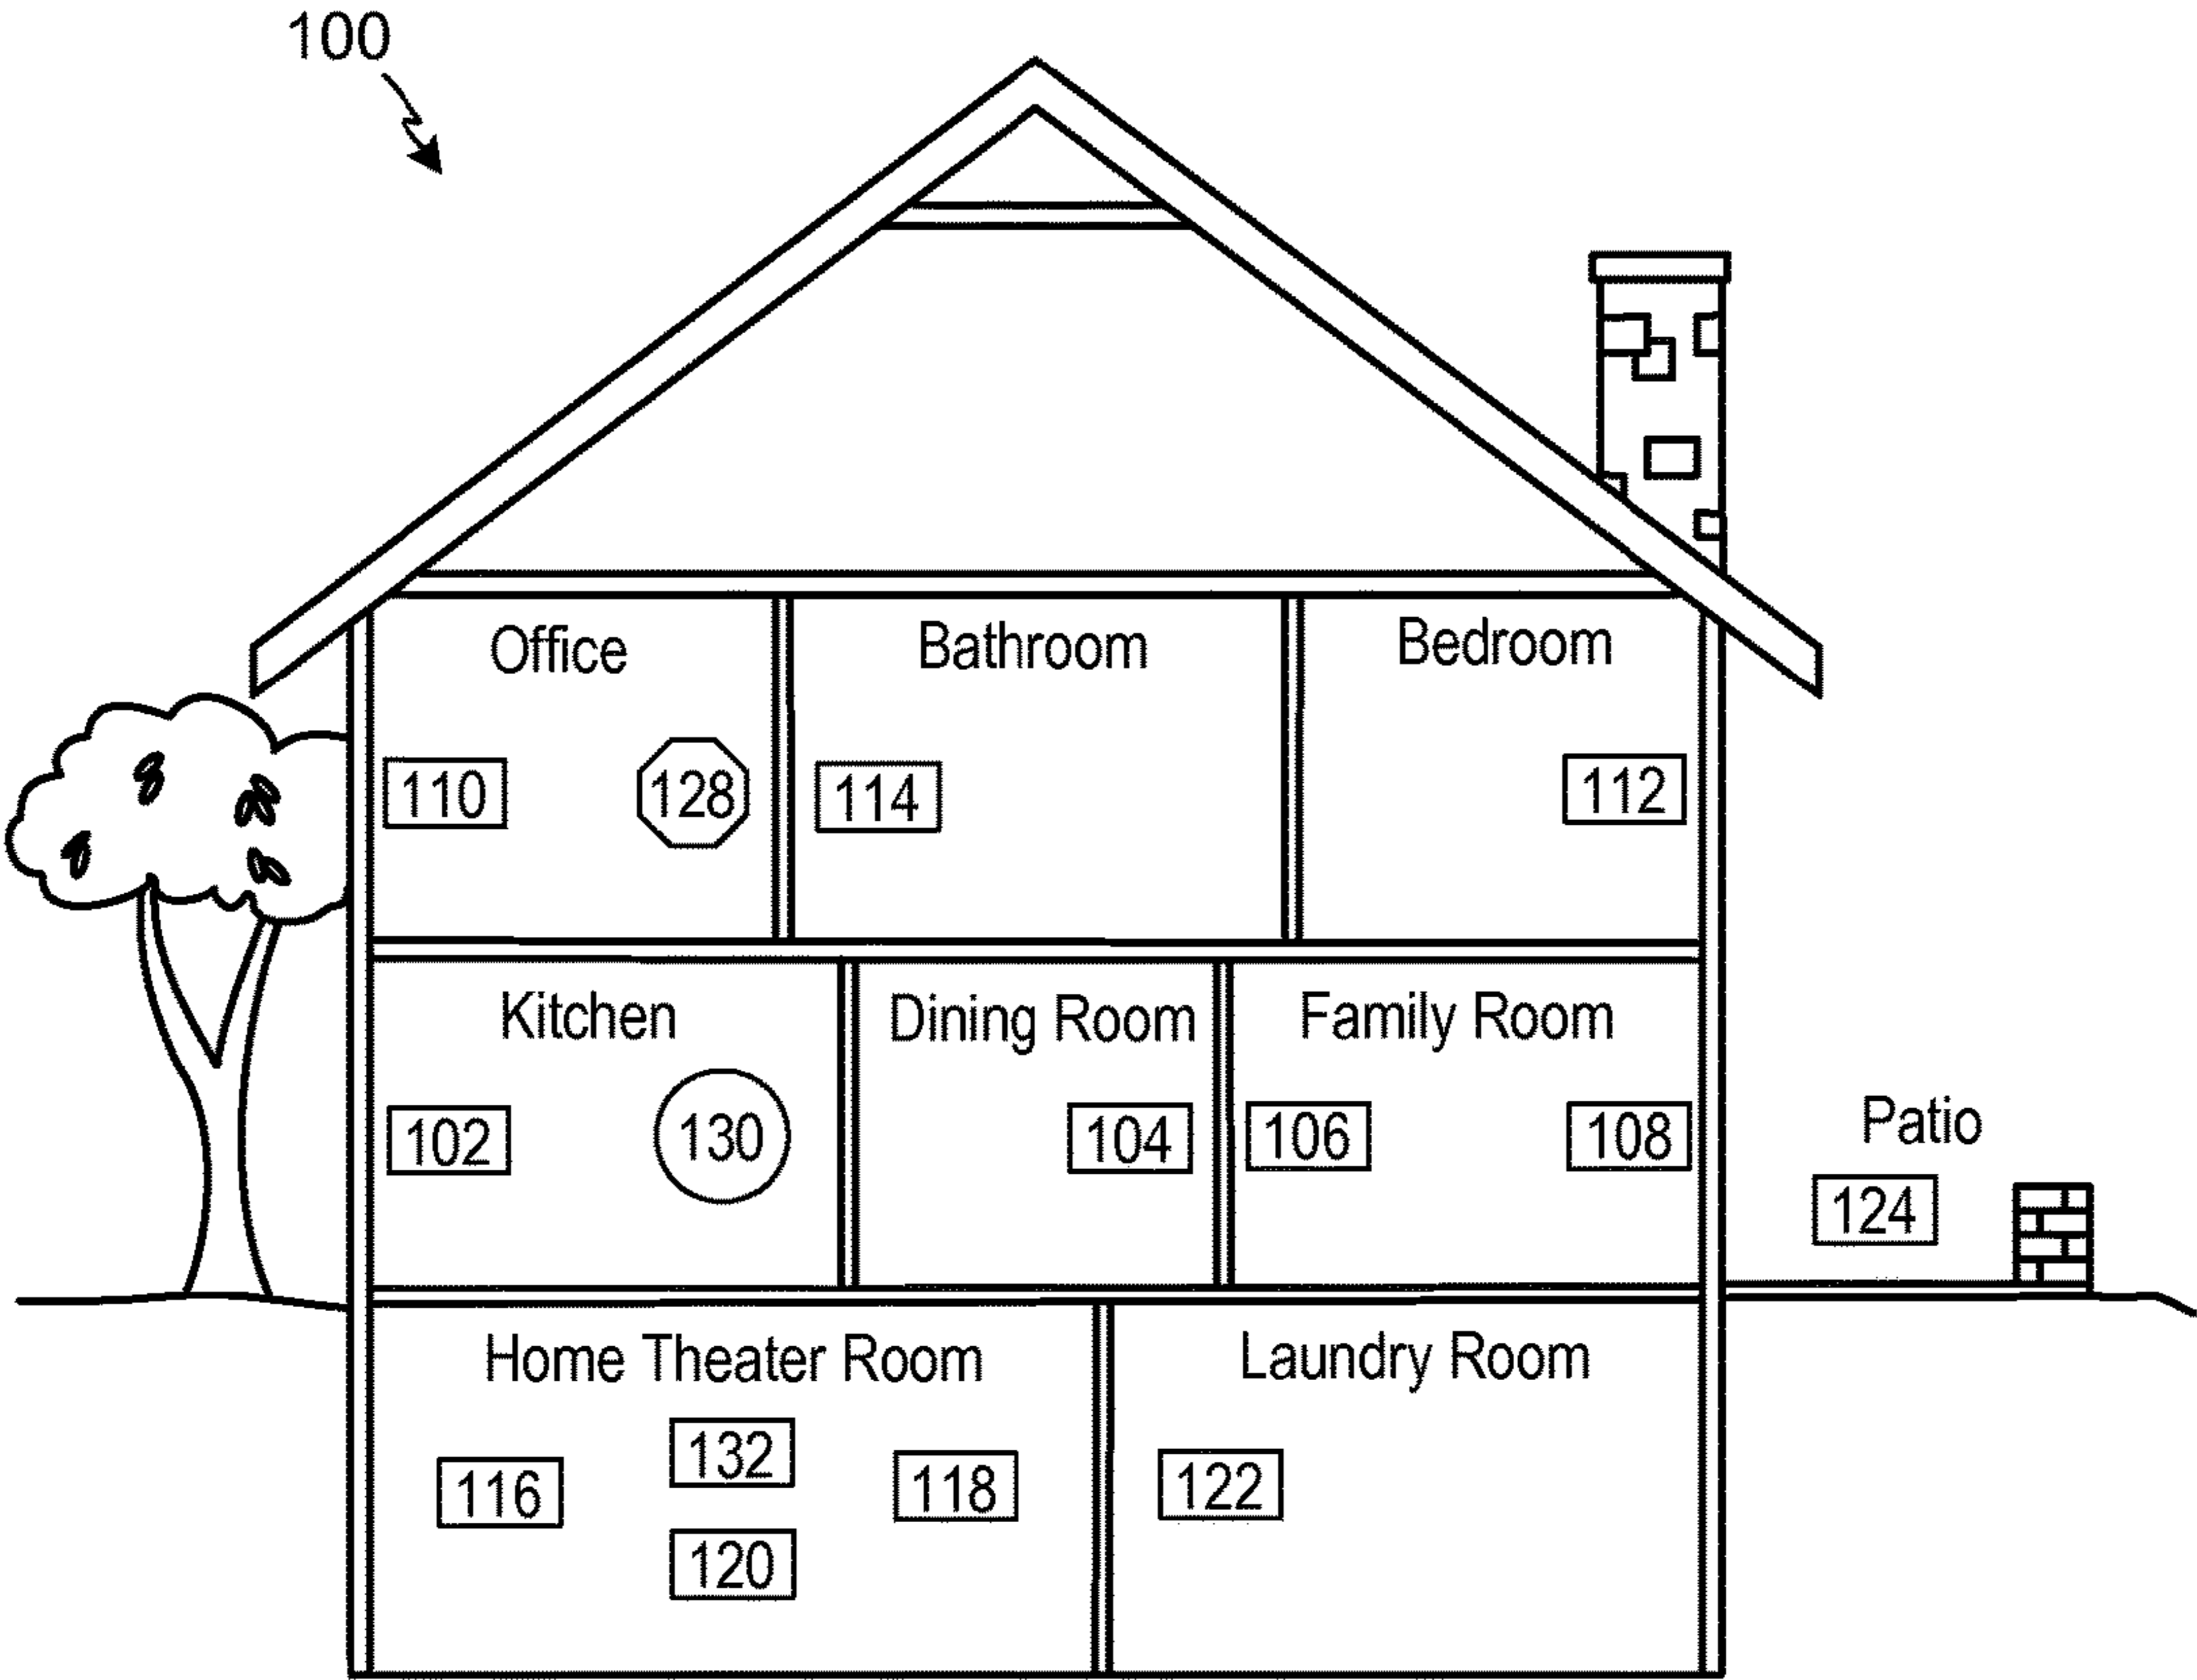 100
Office
Bathroom
Bedroom
110
128
114
112
Kitchen
Dining Room
Family Room
102
130
104
106
108
Patio
124
Home Theater Room
Laundry Room
116
132
118
120
122